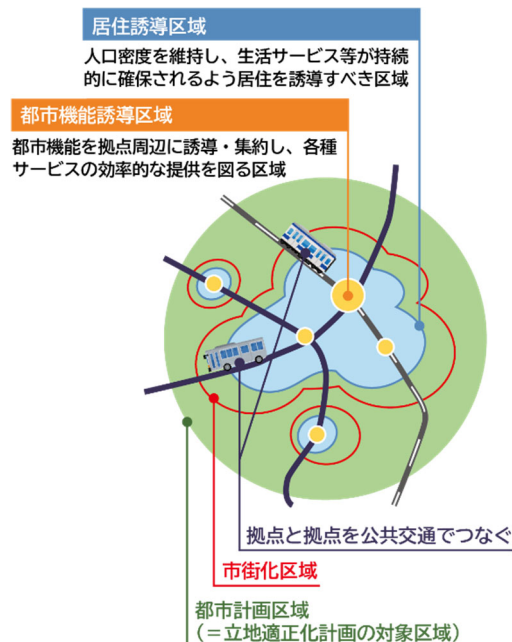 居住誘導区域
人口密度を維持し、生活サービス等が持続
的に確保されるよう居住を誘導すべき区域
都市機能誘導区域
都市機能を拠点周辺に誘導・集約し、各種
サービスの効率的な提供を図る区域
拠点と拠点を公共交通でつなぐ
市街化区域
都市計画区域
（＝立地適正化計画の対象区域）